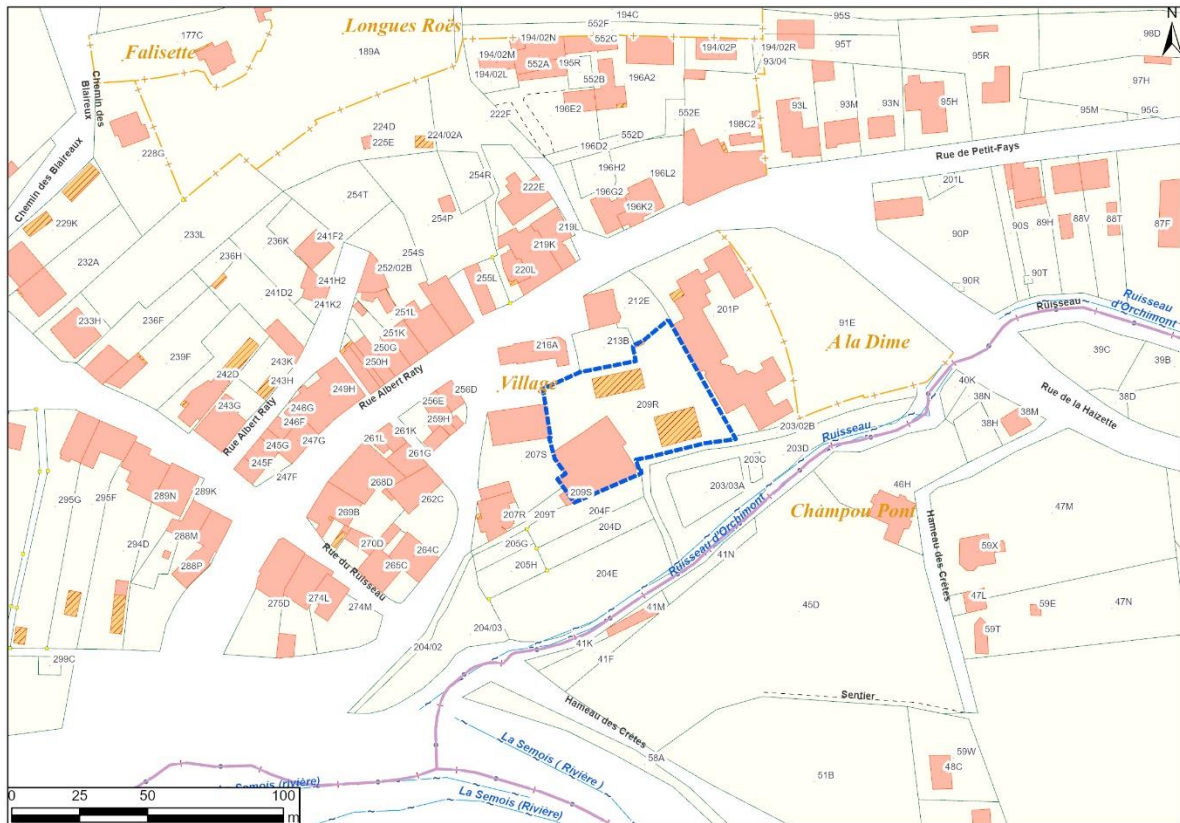 Longues Roës
194C
95S
N
177C
552F
98D
Falisette
189A
194/02N
552C
194/02P
194/02R
95T
95R
194/02M
552A
195R
93/04
97H
194/02L
552B
196A2
Chemin des
Blaireux
196E2
552E
93L
93M
93N
95H
95M
95G
222F
198C2
224D
225E
224/02A
552D
228G
196D2
Rue de Petit-Fays
196H2
196L2
254R
222E
196G2
196K2
201L
Chemin des Blaireaux
254T
254P
219L
90S
89H
88V
88T
87F
229K
233L
236K
241F2
254S
219K
90P
232A
236H
252/02B
220L
241H2
255L
90T
241D2
212E
90R
241K2
201P
Ruisseau
Ruisseau
d'Orchimont
233H
236F
251L
91E
213B
251K
A la Dime
216A
250G
39C
39B
239F
243K
250H
242D
243H
Village
40K
249H
Rue Albert Raty
256D
38N
38D
Rue de la Haizette
256E
209R
243G
246G
259H
38M
246F
Rue Albert Raty
261K
203/02B
38H
261L
Ruisseau
245G
247G
207S
203D
261G
245F
203C
247F
268D
203/03A
46H
289K
262C
209S
295G
295F
289N
204F
Champou Pont
47M
269B
207R
209T
204D
288M
270D
205G
Ruisseau d'Orchimont
294D
264C
41N
59X
288P
265C
205H
204E
Hameau des Crêtes
Rue du Ruisseau
45D
47L
59E
47N
275D
274L
274M
41M
59T
204/03
204/02
41K
299C
41F
Sentier
Hameau des Crêtes
La Semois ( Rivière )
58A
59W
48C
51B
Semois (rivière)
La Semois (Rivière)
0 25 50 100
m